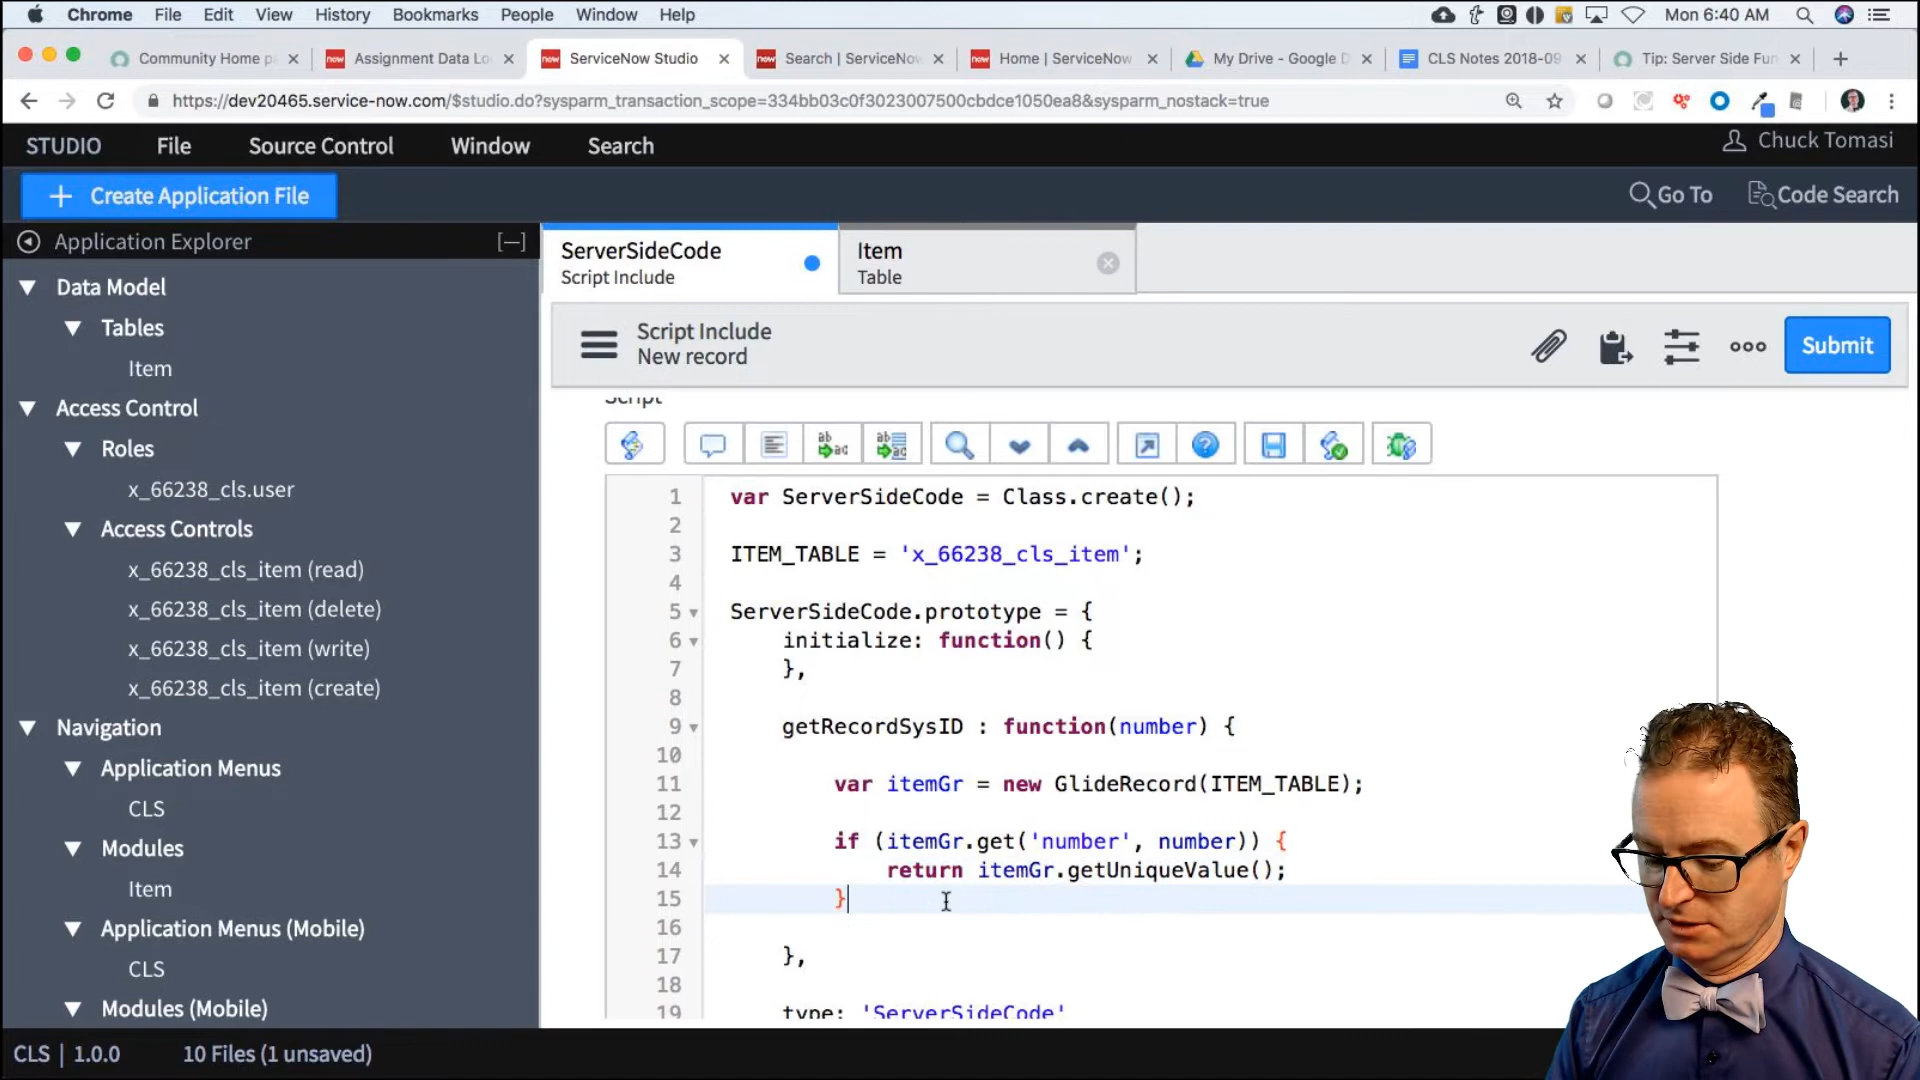 Chrome File Edit View History Bookmarks People Window Help Mon 6:40 AM
Community Home p Assignment Data Lo ServiceNow Studio Search | ServiceNow Home | ServiceNow My Drive - Google D CLS Notes 2018-09 Tip: Server Side Fun
https://dev20465.service-now.com/$studio.do?sysparm_transaction_scope=334bb03c0f3023007500cbdce1050ea8&sysparm_nostack=true
STUDIO File Source Control Window Search Chuck Tomasi
+ Create Application File Go To Code Search
Application Explorer [—]
Data Model
Tables
Item
Access Control
Roles
x_66238_cls.user
Access Controls
x_66238_cls_item (read)
x_66238_cls_item (delete)
x_66238_cls_item (write)
x_66238_cls_item (create)
Navigation
Application Menus
CLS
Modules
Item
Application Menus (Mobile)
CLS
Modules (Mobile)
CLS | 1.0.0 10 Files (1 unsaved)
ServerSideCode
Script Include
Item
Table
Script Include
New record
Submit
Script
1 var ServerSideCode = Class.create();
2
3 ITEM_TABLE = 'x_66238_cls_item';
4
5 ServerSideCode.prototype = {
6 initialize: function() {
7 },
8
9 getRecordSysID : function(number) {
10
11 var itemGr = new GlideRecord(ITEM_TABLE);
12
13 if (itemGr.get('number', number)) {
14 return itemGr.getUniqueValue();
15 }
16
17 },
18
19 type: 'ServerSideCode'